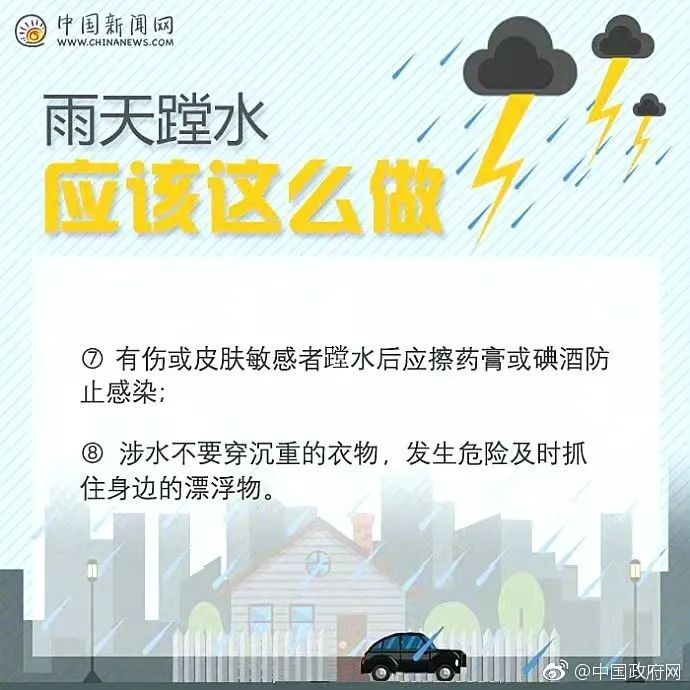 中国新闻网
WWW.CHINANEWS.COM
雨天蹚水
应该这么做
⑦ 有伤或皮肤敏感者蹚水后应擦药膏或碘酒防
止感染;
⑧ 涉水不要穿沉重的衣物，发生危险及时抓
住身边的漂浮物。
@中国政府网